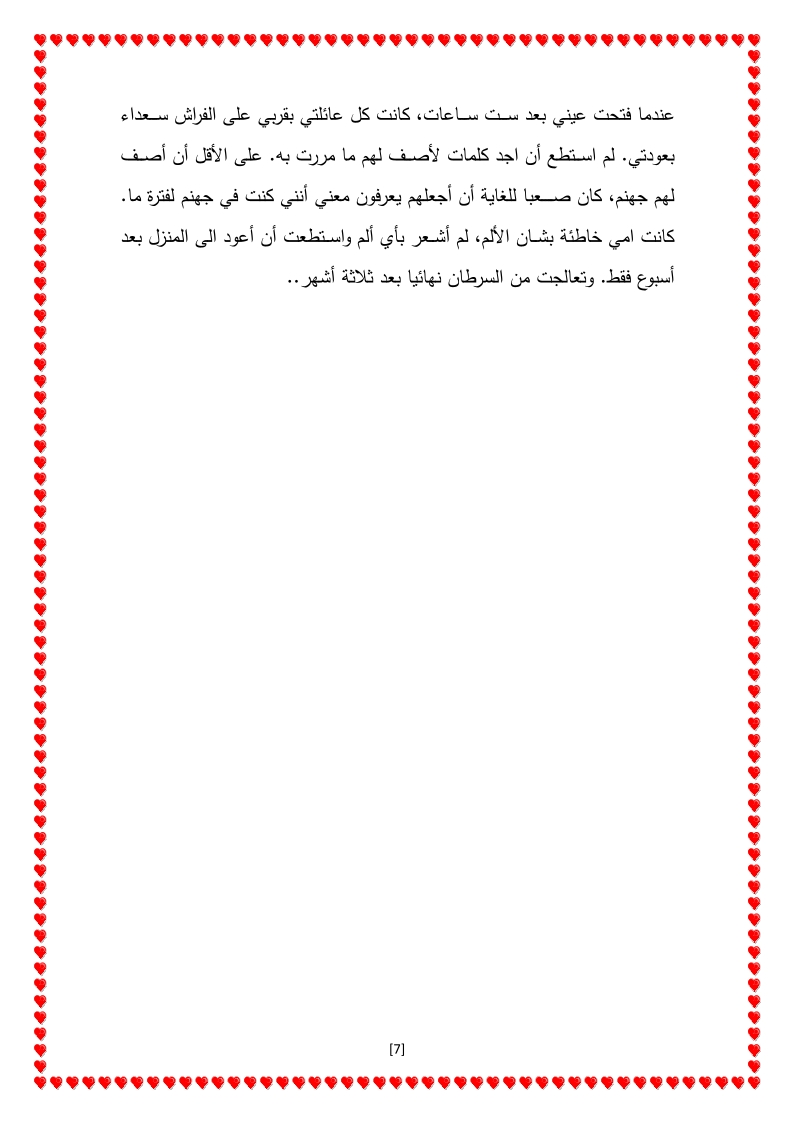 عندما فتحت عيني بعد ست ساعات، كانت كل عائلتي بقربي على الفراش سعداء
بعودتي. لم استطع أن اجد كلمات لأصف لهم ما مررت به. على الأقل أن أصف
لهم جهنم، كان صعبا للغاية أن أجعلهم يعرفون معني أنني كنت في جهنم لفترة ما.
كانت امي خاطئة بشان الألم، لم أشعر بأي ألم واستطعت أن أعود الى المنزل بعد
أسبوع فقط. وتعالجت من السرطان نهائيا بعد ثلاثة أشهر..
[7]